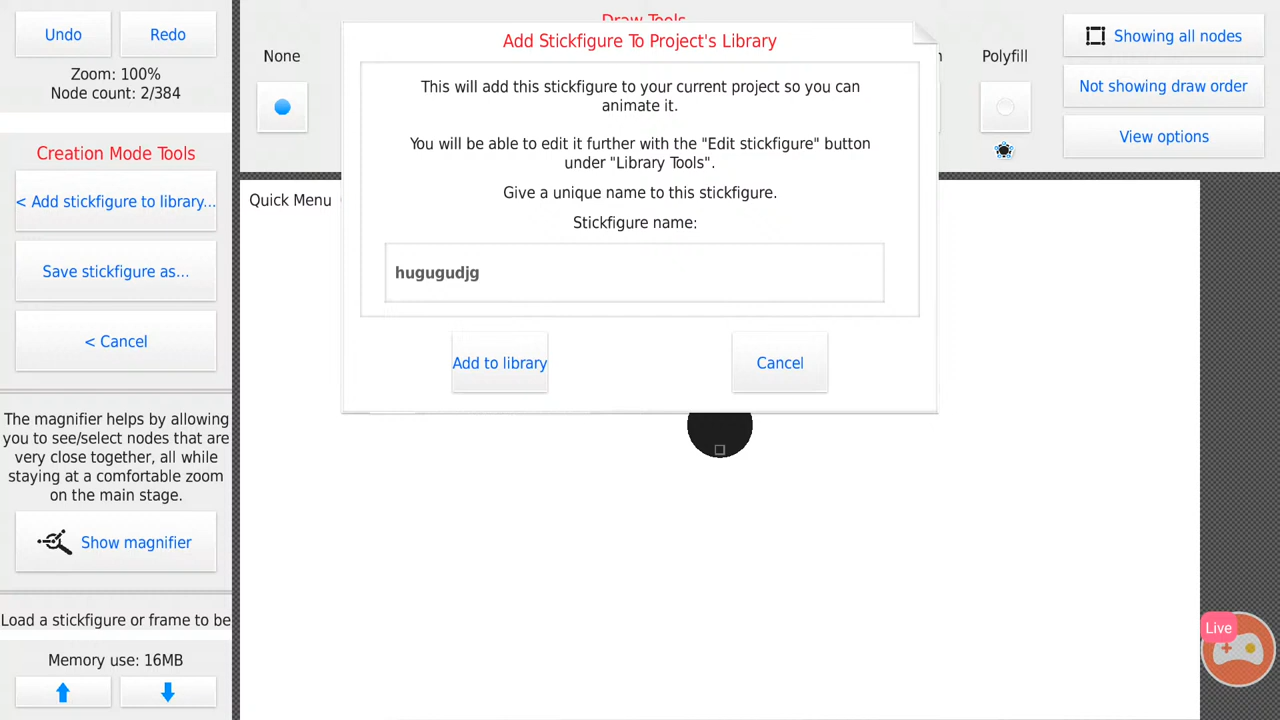 Undo
Redo
Zoom: 100%
Node count: 2/384
Creation Mode Tools
< Add stickfigure to library...
Save stickfigure as...
< Cancel
The magnifier helps by allowing
you to see/select nodes that are
very close together, all while
staying at a comfortable zoom
on the main stage.
Show magnifier
Load a stickfigure or frame to be
Memory use: 16MB
Draw Tools
None
Polyfill
Showing all nodes
Not showing draw order
View options
Quick Menu
Add Stickfigure To Project's Library
This will add this stickfigure to your current project so you can
animate it.
You will be able to edit it further with the "Edit stickfigure" button
under "Library Tools".
Give a unique name to this stickfigure.
Stickfigure name:
hugugudjg
Add to library
Cancel
Live